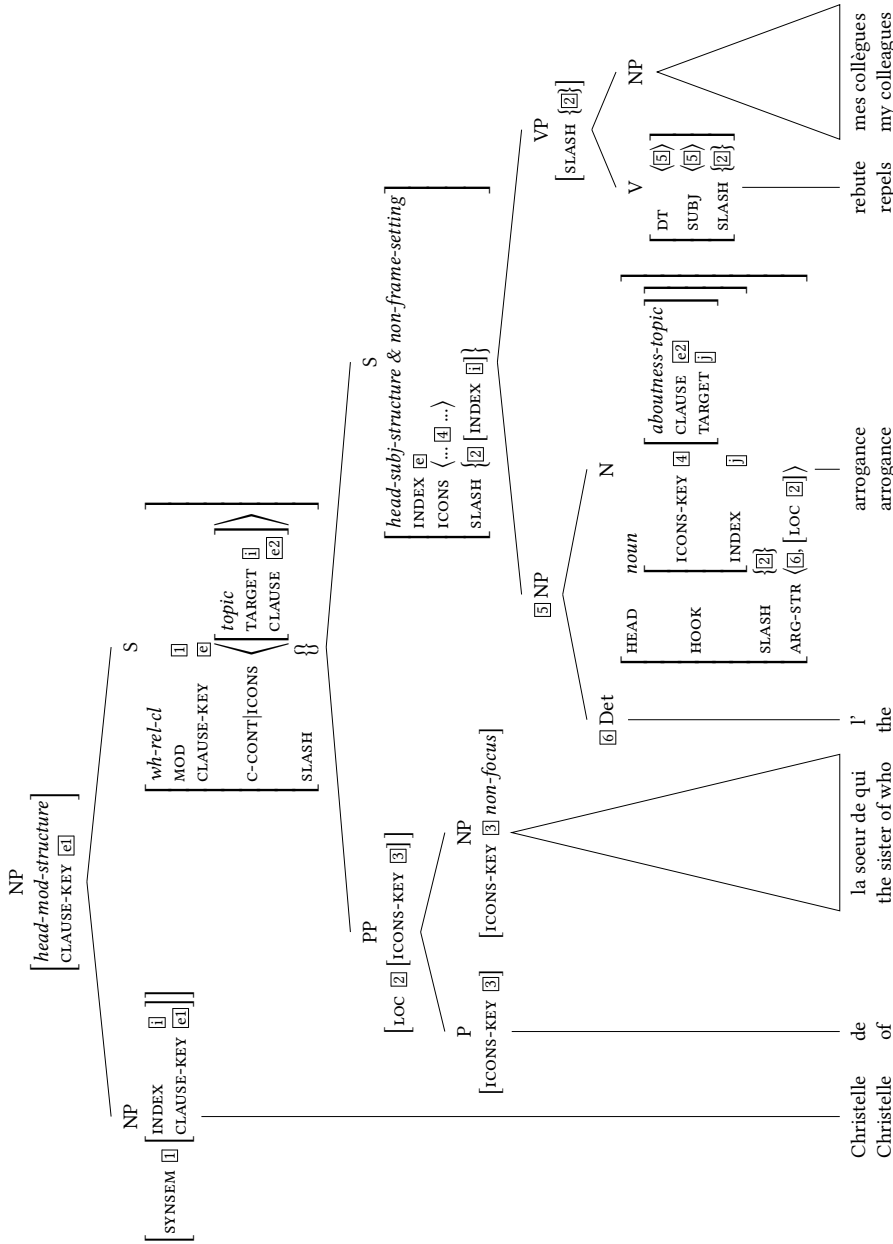 NP
[head-mod-structure
CLAUSE-KEY e1]
NP
[SYNSEM 1 [INDEX i
CLAUSE-KEY e1]]
S
[wh-rel-cl
MOD 1
CLAUSE-KEY e
C-CONT|ICONS ⟨[topic
TARGET i
CLAUSE e2]⟩
SLASH {}]
PP
[LOC 2 [ICONS-KEY 3]]
S
[head-subj-structure & non-frame-setting
INDEX e
ICONS ⟨... 4 ...⟩
SLASH {2 [INDEX i]}]
P
[ICONS-KEY 3]
NP
[ICONS-KEY 3 non-focus]
5 NP
VP
[SLASH {2}]
6 Det
N
[HEAD noun
HOOK [ICONS-KEY 4 [aboutness-topic
CLAUSE e2
TARGET j]
INDEX j]
SLASH {2}
ARG-STR ⟨6, [LOC 2]⟩]
V
[DT ⟨5⟩
SUBJ ⟨5⟩
SLASH {2}]
NP
Christelle de la soeur de qui l' arrogance rebute mes collègues
Christelle of the sister of who the arrogance repels my colleagues